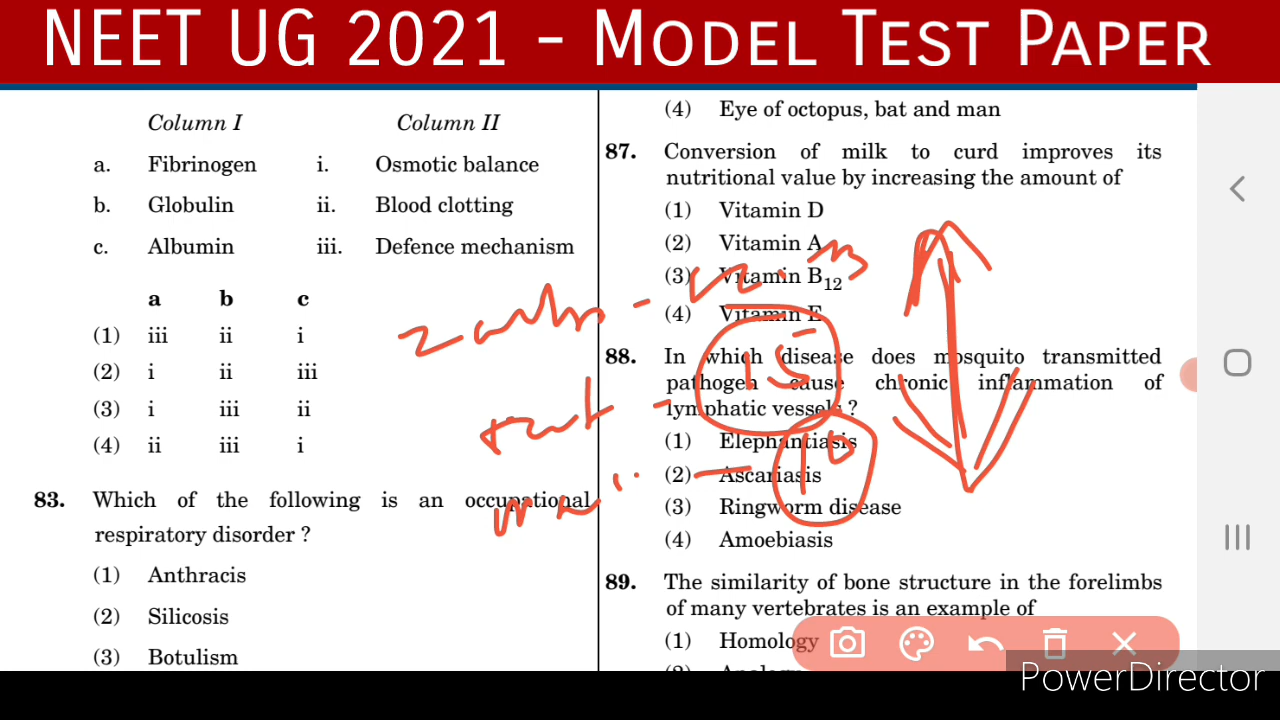 NEET UG 2021 - MODEL TEST PAPER
Column I Column II
a. Fibrinogen i. Osmotic balance
b. Globulin ii. Blood clotting
c. Albumin iii. Defence mechanism
a b c
(1) iii ii i
(2) i ii iii
(3) i iii ii
(4) ii iii i
83. Which of the following is an occupational
respiratory disorder ?
(1) Anthracis
(2) Silicosis
(3) Botulism
(4) Eye of octopus, bat and man
87. Conversion of milk to curd improves its
nutritional value by increasing the amount of
(1) Vitamin D
(2) Vitamin A
(3) Vitamin B12
(4) Vitamin E
88. In which disease does mosquito transmitted
pathogen cause chronic inflammation of
lymphatic vessels ?
(1) Elephantiasis
(2) Ascariasis
(3) Ringworm disease
(4) Amoebiasis
89. The similarity of bone structure in the forelimbs
of many vertebrates is an example of
(1) Homology
15
10
PowerDirector